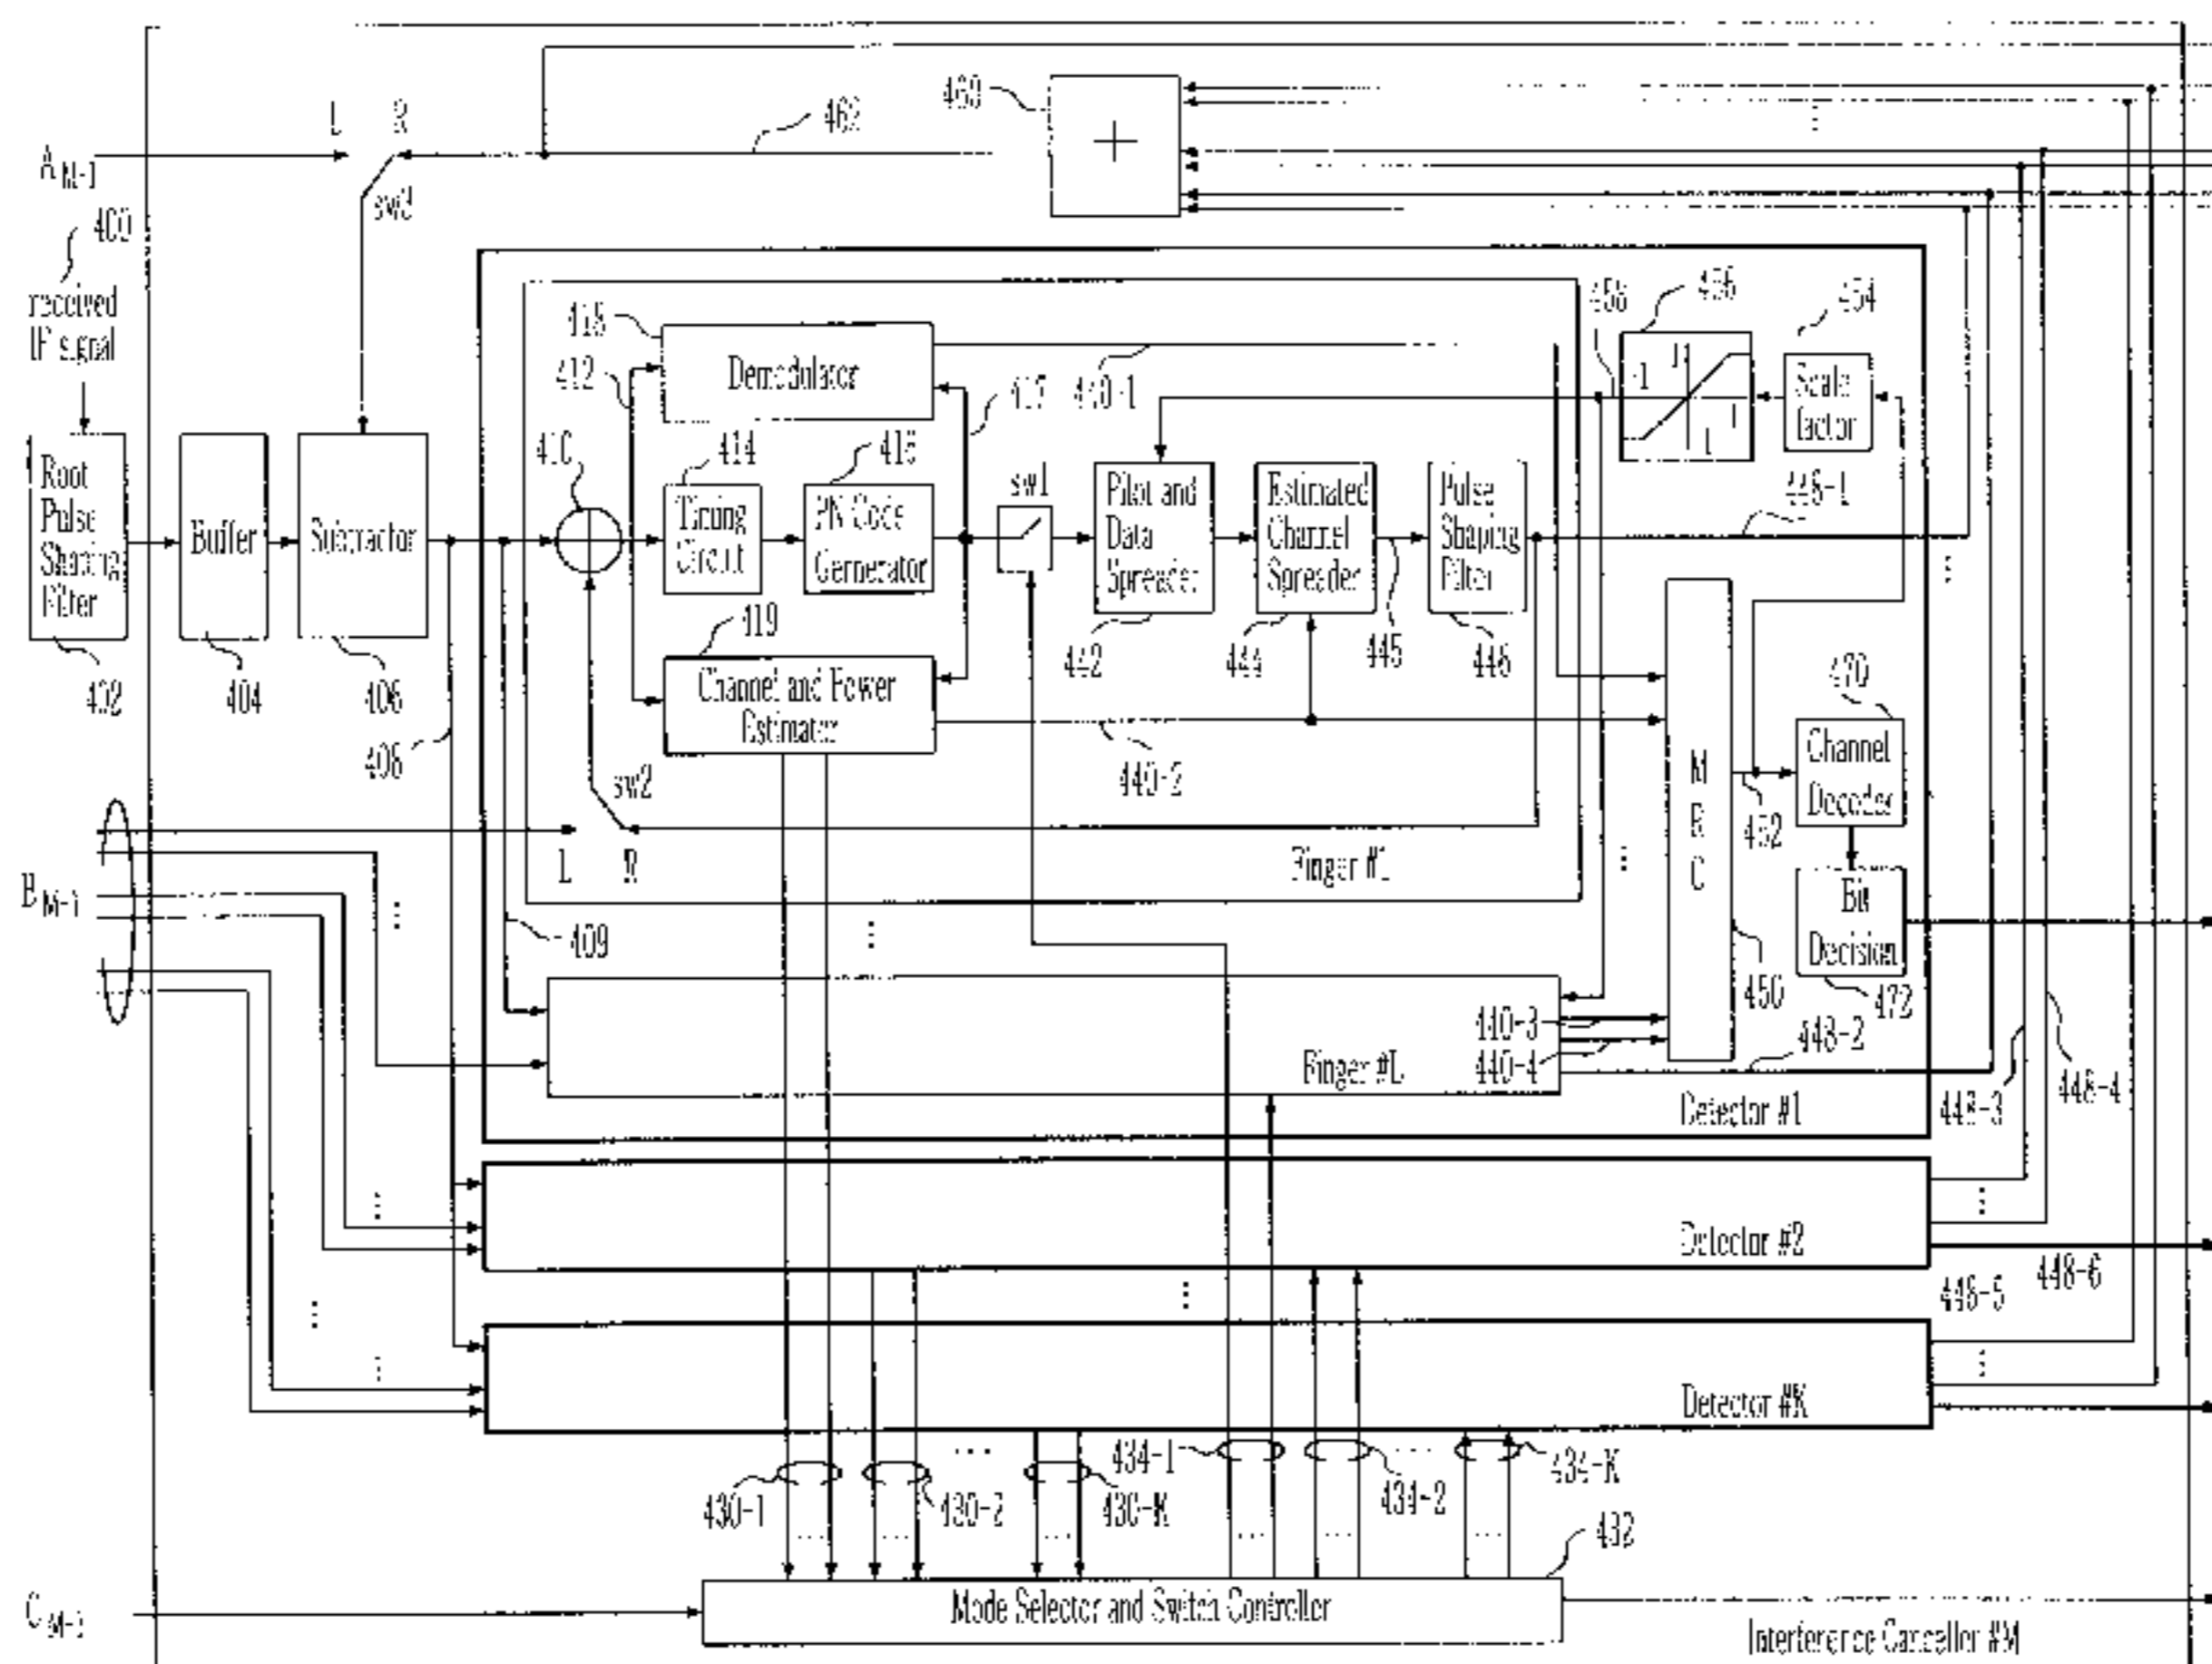 462
L R
A M-1
+
sw3
400
received
IF signal
418
458
454
412
Demodulator
417
440-1
-1
1
Scale
factor
410
414
sw1
Root
Pulse
Shaping
Filter
Buffer
Subtractor
Timing
Circuit
PN Code
Gernerator
Pilot and
Data
Spreader
Estimated
Channel
Spreader
Pulse
Shaping
Filter
419
442
444
445
446
402
404
406
408
Channel and Power
Estimator
470
440-2
sw2
M
R
C
Channel
Decoder
452
L R
Finger #1
B M-1
409
Bit
Decision
450
472
440-3
440-4
448-2
Finger #L
Detector #1
448-3
448-4
Detector #2
448-5
448-6
Detector #K
434-1
434-2
434-K
430-1
430-2
430-K
432
C M-1
Mode Selector and Switch Controller
Interference Canceller #M